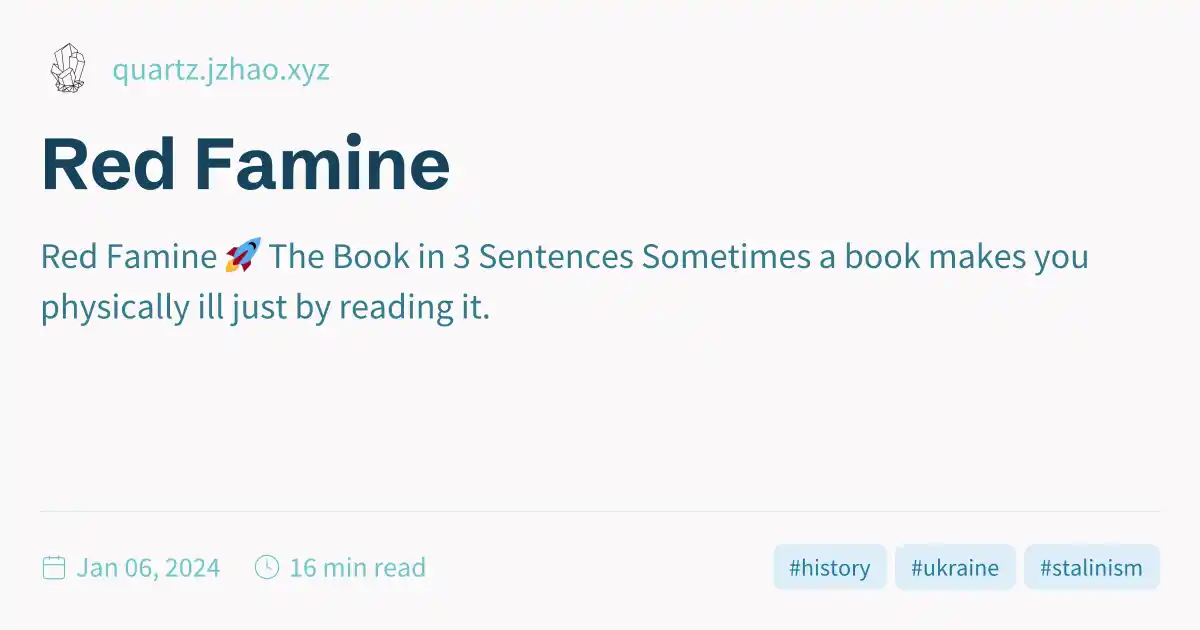 quartz.jzhao.xyz
Red Famine
Red Famine 🚀 The Book in 3 Sentences Sometimes a book makes you
physically ill just by reading it.
Jan 06, 2024 16 min read #history #ukraine #stalinism